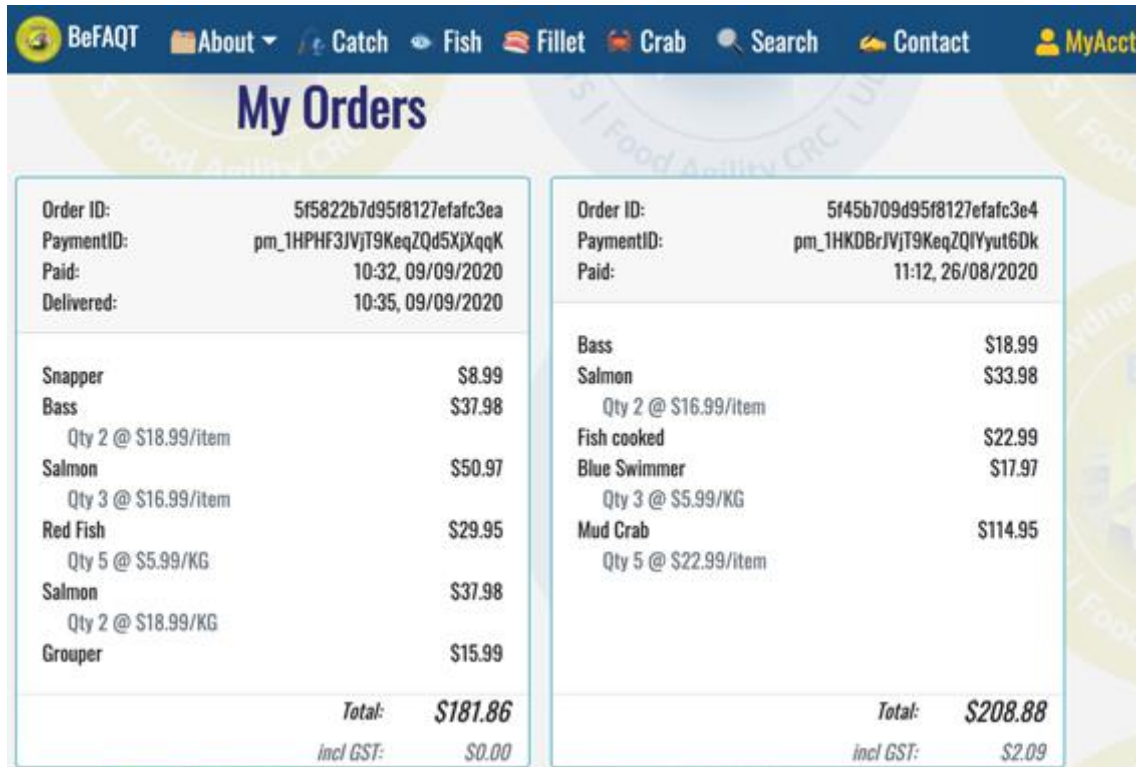 BeFAQT About Catch Fish Fillet Crab Search Contact MyAcct
My Orders
Order ID: 5f5822b7d95f8127efafc3ea
PaymentID: pm_1HPHF3JVjT9KeqZQd5XjXqqK
Paid: 10:32, 09/09/2020
Delivered: 10:35, 09/09/2020
Snapper $8.99
Bass $37.98
Qty 2 @ $18.99/item
Salmon $50.97
Qty 3 @ $16.99/item
Red Fish $29.95
Qty 5 @ $5.99/KG
Salmon $37.98
Qty 2 @ $18.99/KG
Grouper $15.99
Total: $181.86
incl GST: $0.00
Order ID: 5f45b709d95f8127efafc3e4
PaymentID: pm_1HKDBrJVjT9KeqZQlYyut6Dk
Paid: 11:12, 26/08/2020
Bass $18.99
Salmon $33.98
Qty 2 @ $16.99/item
Fish cooked $22.99
Blue Swimmer $17.97
Qty 3 @ $5.99/KG
Mud Crab $114.95
Qty 5 @ $22.99/item
Total: $208.88
incl GST: $2.09
Food Agility CRC